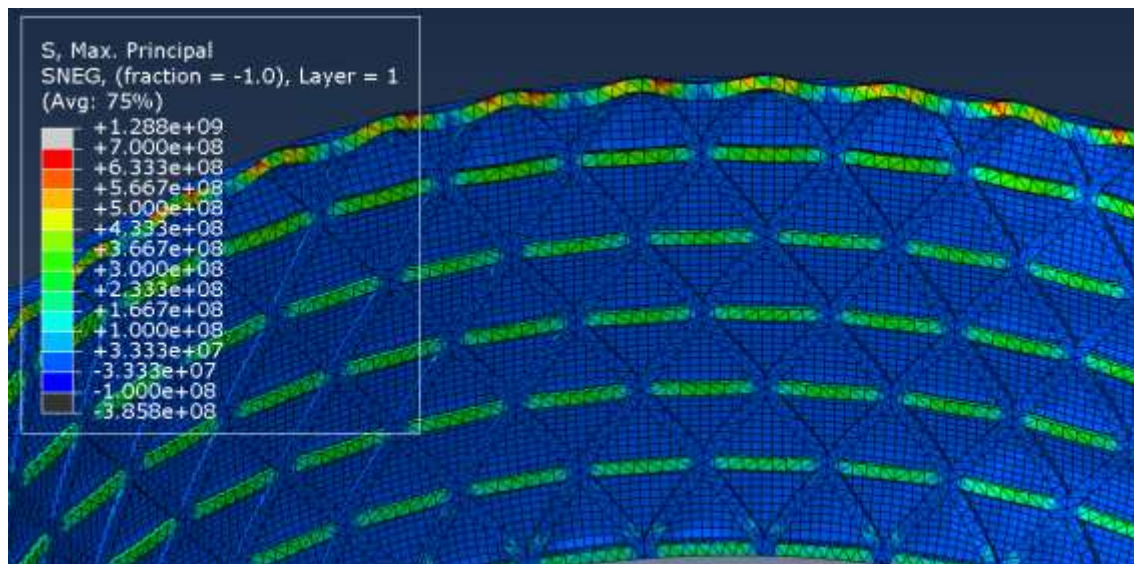 S, Max. Principal
SNEG, (fraction = -1.0), Layer = 1
(Avg: 75%)
+1.288e+09
+7.000e+08
+6.333e+08
+5.667e+08
+5.000e+08
+4.333e+08
+3.667e+08
+3.000e+08
+2.333e+08
+1.667e+08
+1.000e+08
+3.333e+07
-3.333e+07
-1.000e+08
-3.858e+08